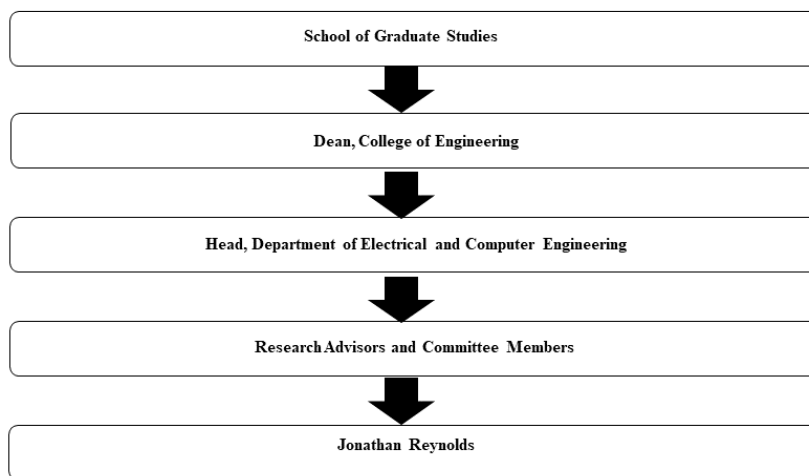 School of Graduate Studies
Dean, College of Engineering
Head, Department of Electrical and Computer Engineering
Research Advisors and Committee Members
Jonathan Reynolds